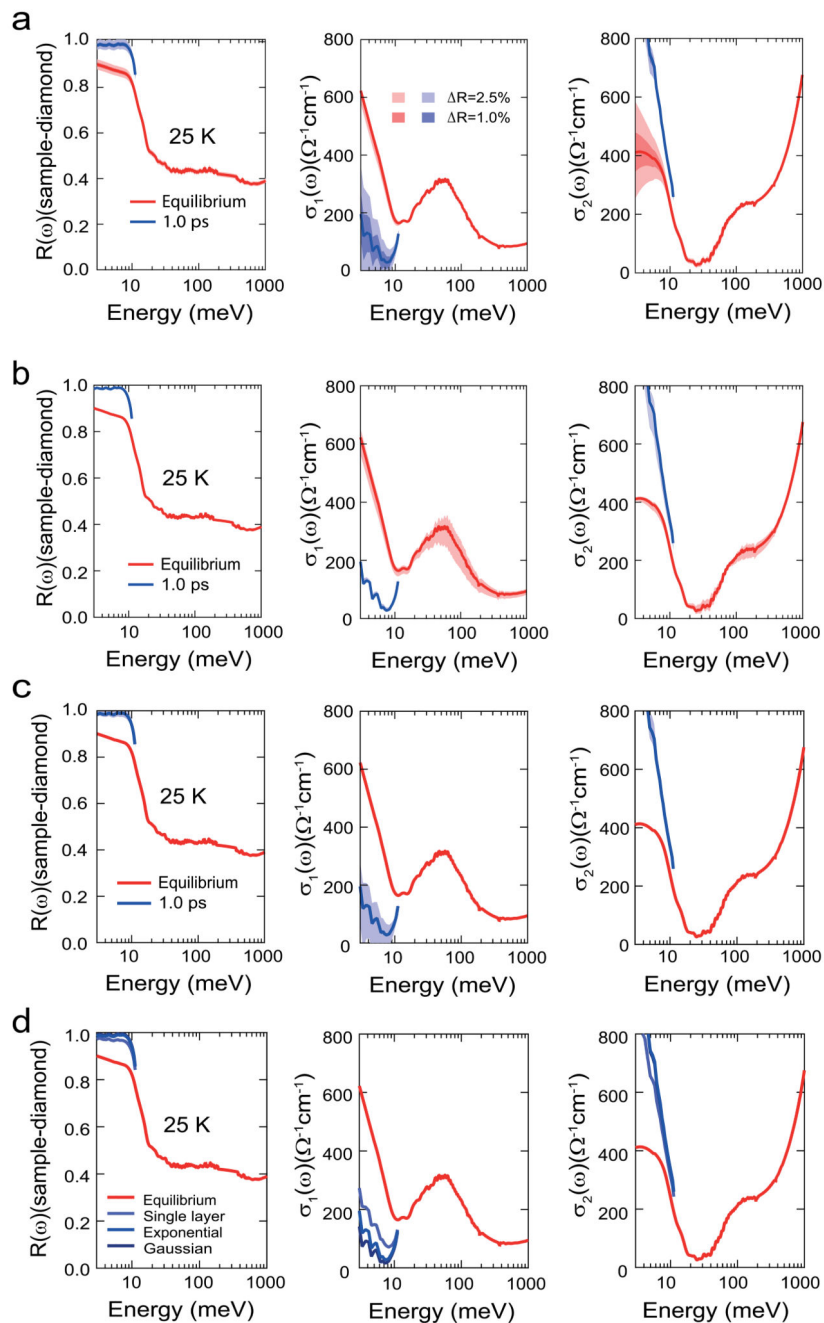 a
R(ω)(sample-diamond)
1.0
0.8
0.6
0.4
0.2
0.0
25 K
Equilibrium
1.0 ps
10
100
1000
Energy (meV)
σ₁(ω)(Ω⁻¹cm⁻¹)
800
600
400
200
0
ΔR=2.5%
ΔR=1.0%
10
100
1000
Energy (meV)
σ₂(ω)(Ω⁻¹cm⁻¹)
800
600
400
200
0
10
100
1000
Energy (meV)
b
R(ω)(sample-diamond)
1.0
0.8
0.6
0.4
0.2
0.0
25 K
Equilibrium
1.0 ps
10
100
1000
Energy (meV)
σ₁(ω)(Ω⁻¹cm⁻¹)
800
600
400
200
0
10
100
1000
Energy (meV)
σ₂(ω)(Ω⁻¹cm⁻¹)
800
600
400
200
0
10
100
1000
Energy (meV)
c
R(ω)(sample-diamond)
1.0
0.8
0.6
0.4
0.2
0.0
25 K
Equilibrium
1.0 ps
10
100
1000
Energy (meV)
σ₁(ω)(Ω⁻¹cm⁻¹)
800
600
400
200
0
10
100
1000
Energy (meV)
σ₂(ω)(Ω⁻¹cm⁻¹)
800
600
400
200
0
10
100
1000
Energy (meV)
d
R(ω)(sample-diamond)
1.0
0.8
0.6
0.4
0.2
0.0
25 K
Equilibrium
Single layer
Exponential
Gaussian
10
100
1000
Energy (meV)
σ₁(ω)(Ω⁻¹cm⁻¹)
800
600
400
200
0
10
100
1000
Energy (meV)
σ₂(ω)(Ω⁻¹cm⁻¹)
800
600
400
200
0
10
100
1000
Energy (meV)